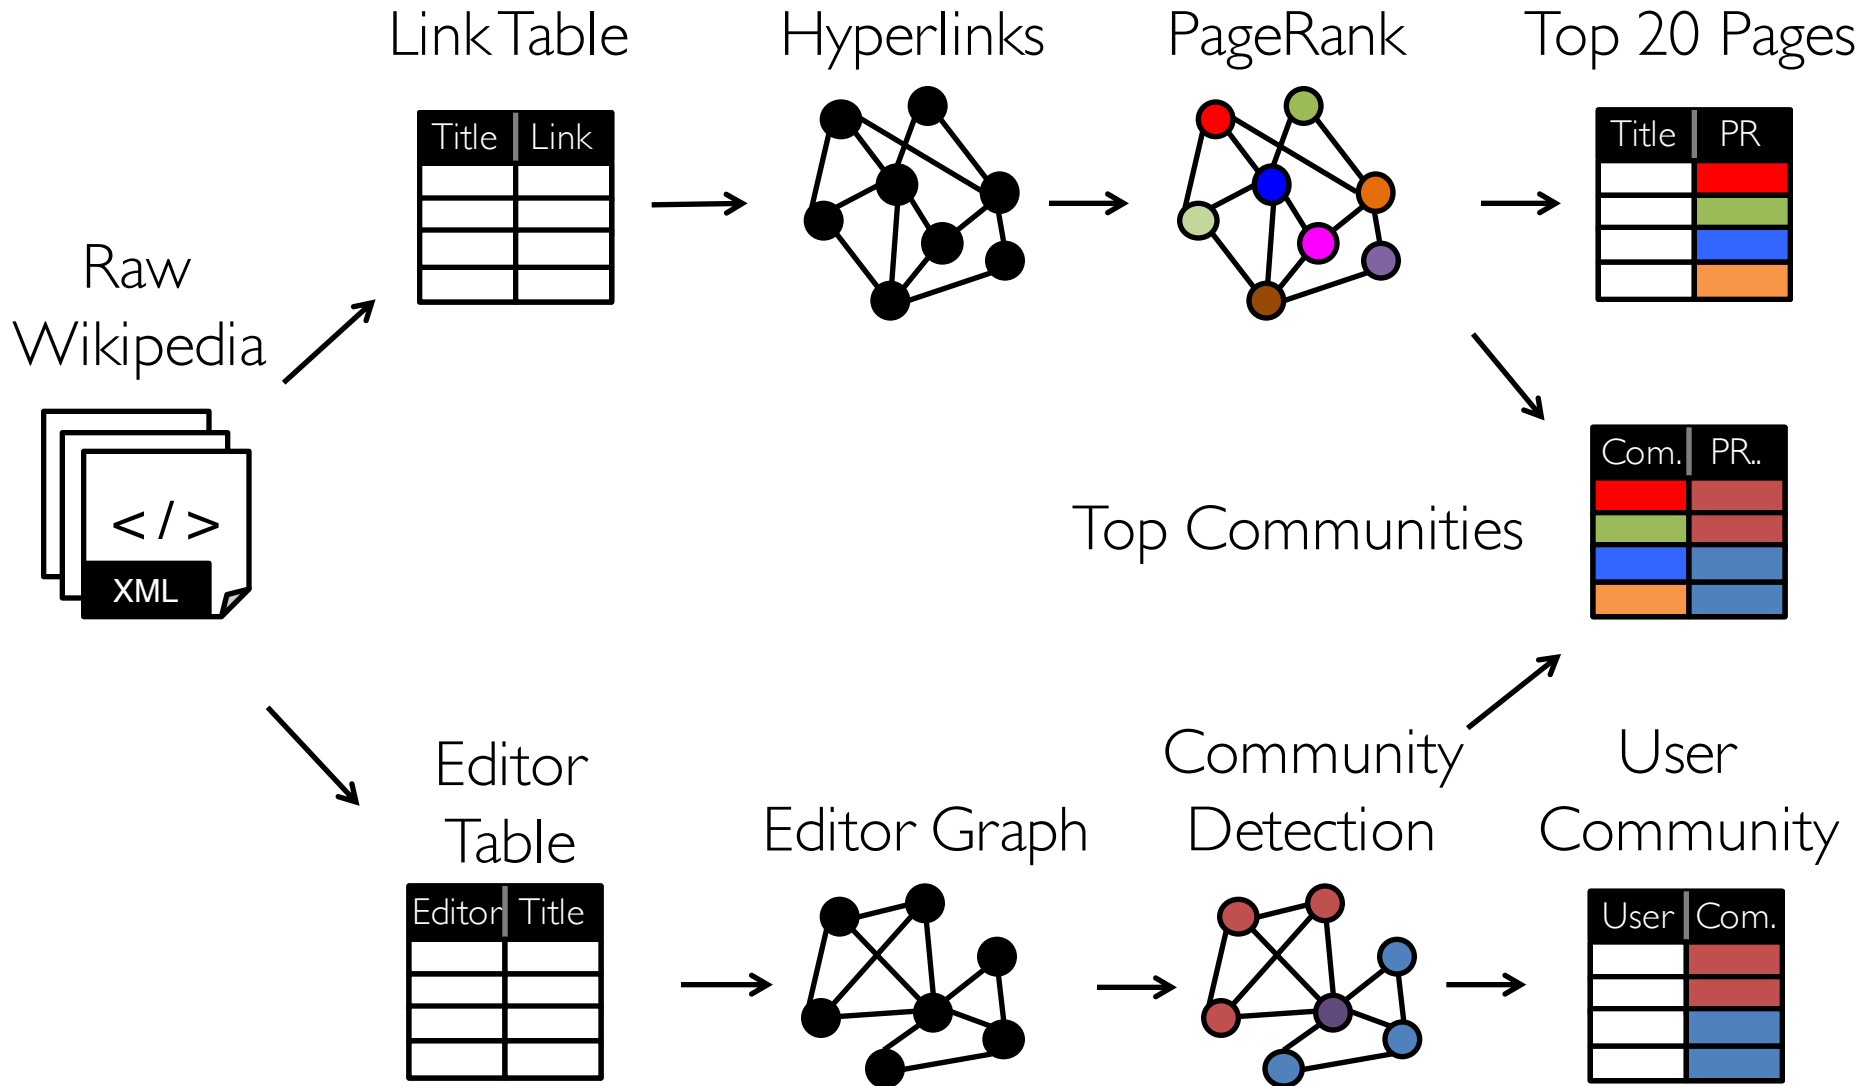 Link Table
Hyperlinks
PageRank
Top 20 Pages
Title Link
Title PR
Raw
Wikipedia
</>
XML
Com. PR..
Top Communities
Editor
Table
Editor Graph
Community
Detection
User
Community
Editor Title
User Com.